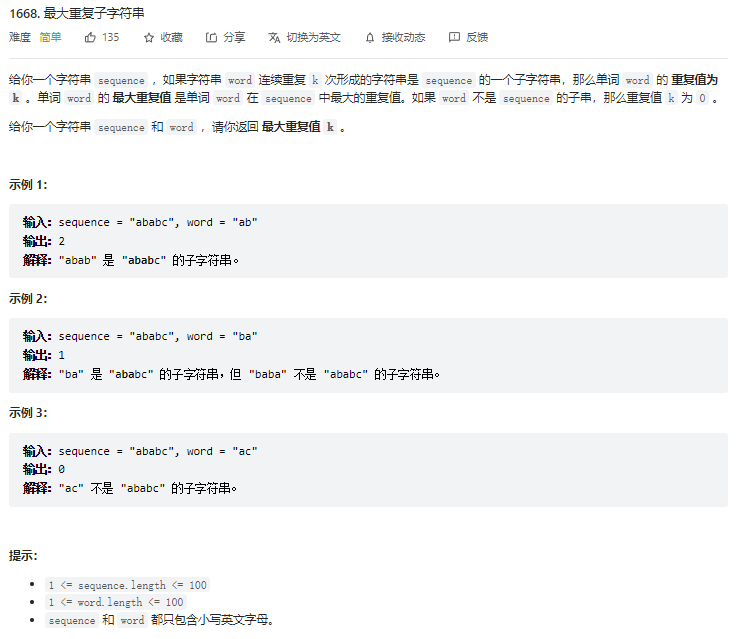 1668. 最大重复子字符串
难度 简单 135 收藏 分享 切换为英文 接收动态 反馈
给你一个字符串 sequence ，如果字符串 word 连续重复 k 次形成的字符串是 sequence 的一个子字符串，那么单词 word 的 重复值为
k 。单词 word 的 最大重复值 是单词 word 在 sequence 中最大的重复值。如果 word 不是 sequence 的子串，那么重复值 k 为 0 。
给你一个字符串 sequence 和 word ，请你返回 最大重复值 k 。
示例 1：
输入：sequence = "ababc", word = "ab"
输出：2
解释："abab" 是 "ababc" 的子字符串。
示例 2：
输入：sequence = "ababc", word = "ba"
输出：1
解释："ba" 是 "ababc" 的子字符串，但 "baba" 不是 "ababc" 的子字符串。
示例 3：
输入：sequence = "ababc", word = "ac"
输出：0
解释："ac" 不是 "ababc" 的子字符串。
提示：
• 1 <= sequence.length <= 100
• 1 <= word.length <= 100
• sequence 和 word 都只包含小写英文字母。